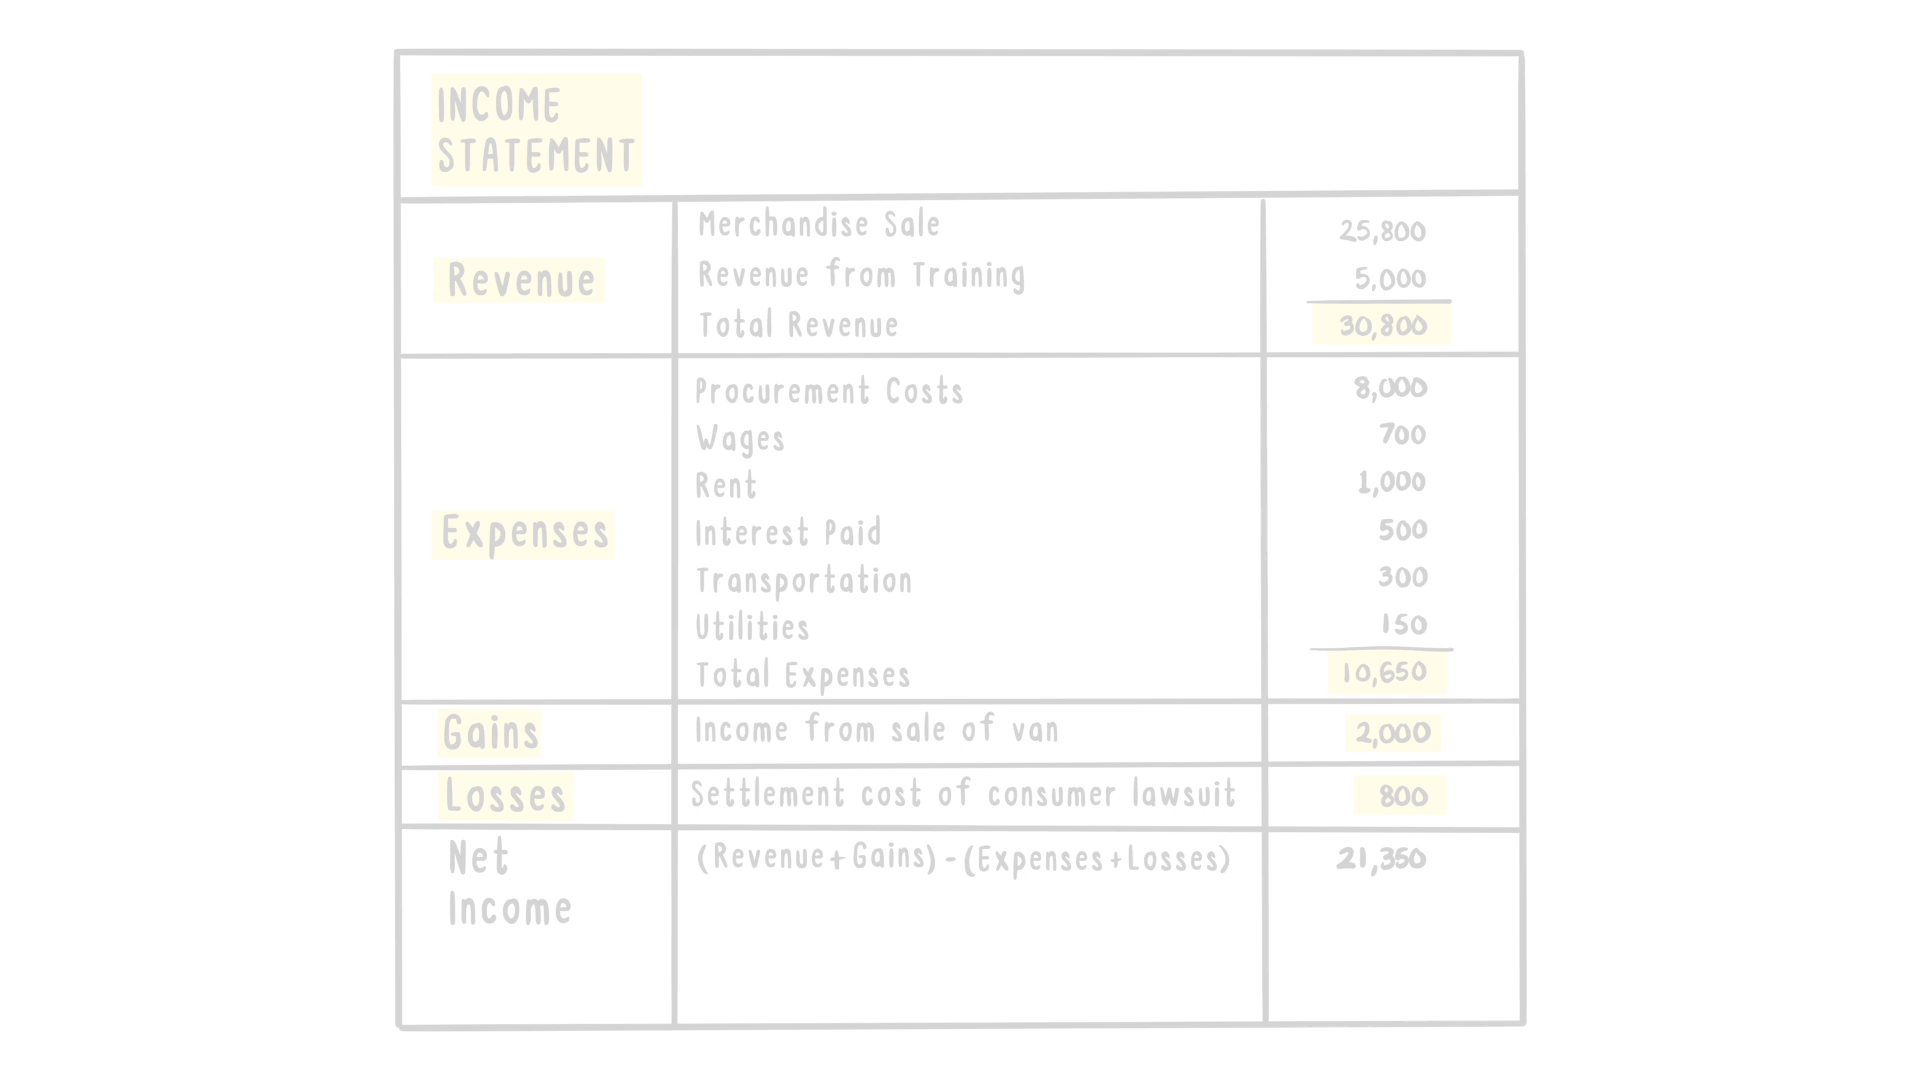 INCOME
STATEMENT
Revenue
Merchandise Sale 25,800
Revenue from Training 5,000
Total Revenue 30,800
Expenses
Procurement Costs 8,000
Wages 700
Rent 1,000
Interest Paid 500
Transportation 300
Utilities 150
Total Expenses 10,650
Gains Income from sale of van 2,000
Losses Settlement cost of consumer lawsuit 800
Net (Revenue+Gains)-(Expenses+Losses) 21,350
Income